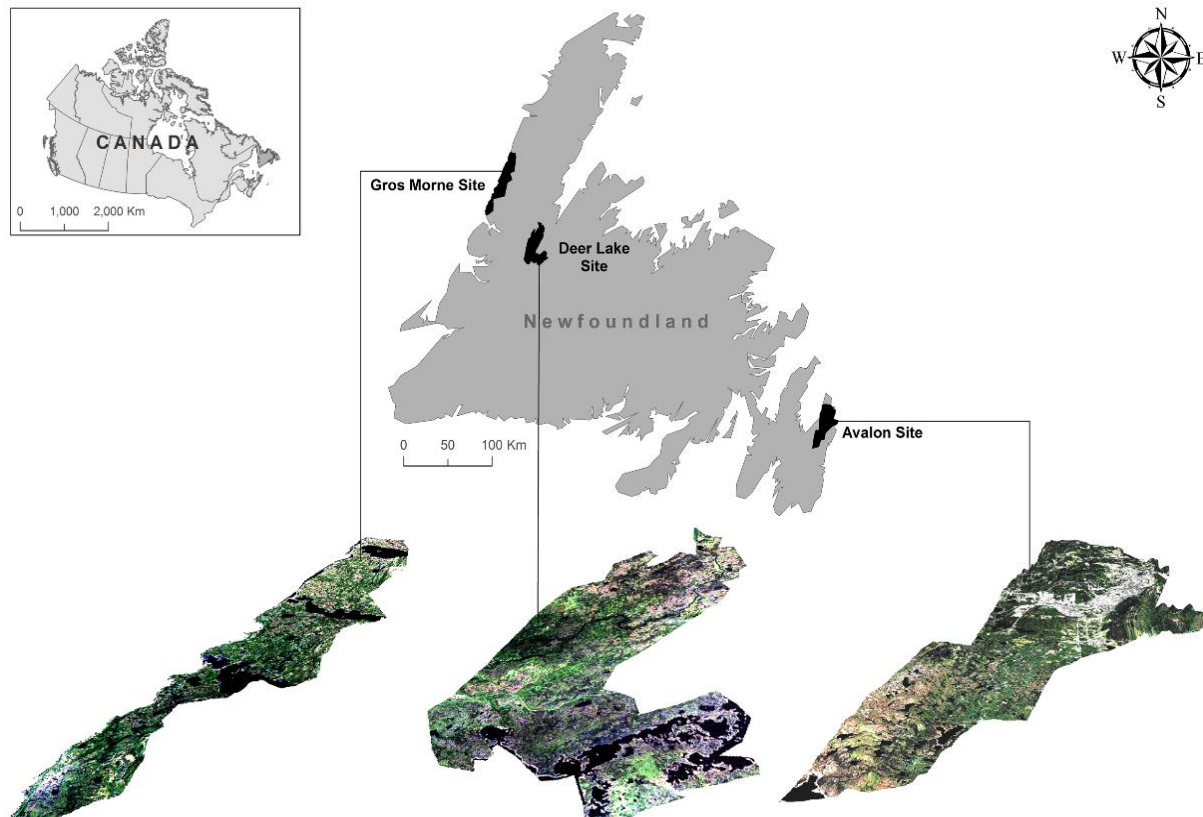 CANADA
0 1,000 2,000 Km
N
W E
S
Gros Morne Site
Deer Lake
Site
Newfoundland
0 50 100 Km
Avalon Site